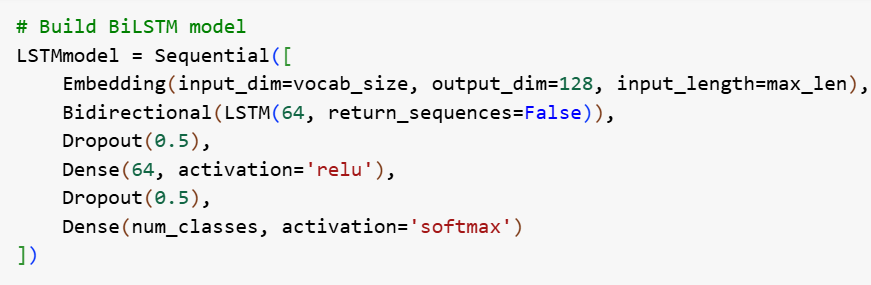 # Build BiLSTM model
LSTMmodel = Sequential([
    Embedding(input_dim=vocab_size, output_dim=128, input_length=max_len),
    Bidirectional(LSTM(64, return_sequences=False)),
    Dropout(0.5),
    Dense(64, activation='relu'),
    Dropout(0.5),
    Dense(num_classes, activation='softmax')
])